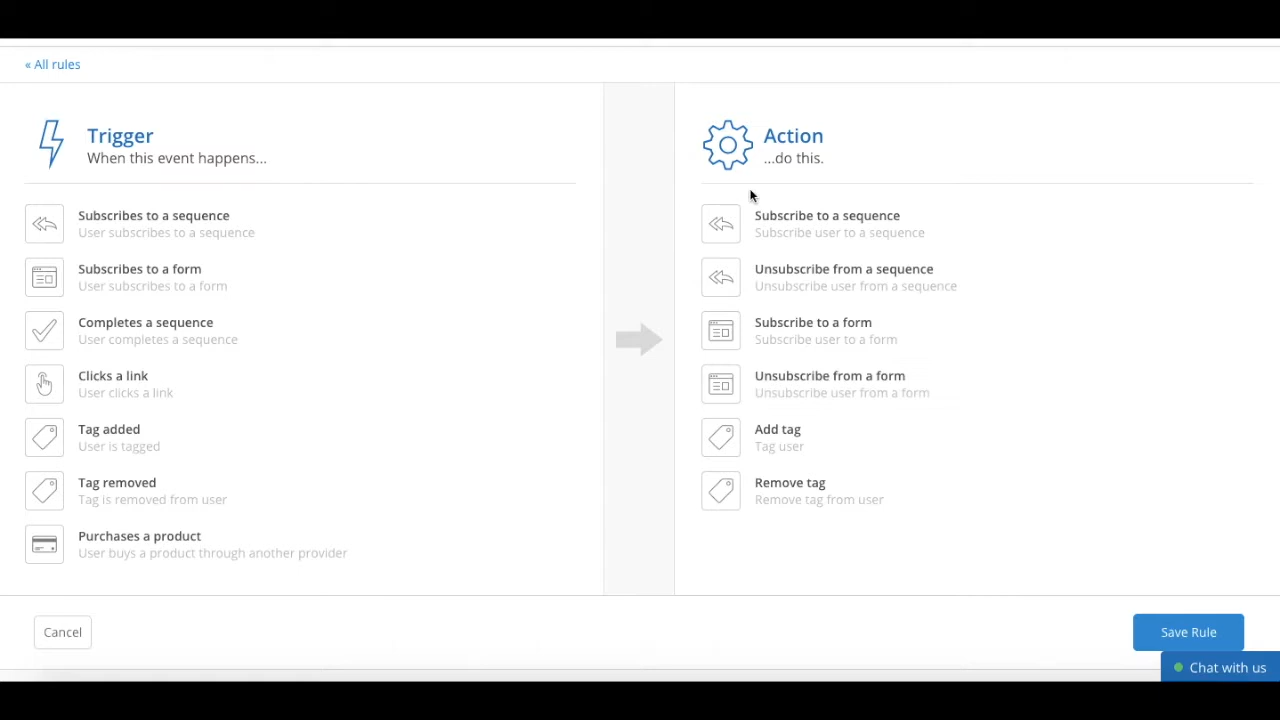 « All rules
Trigger
When this event happens...
Subscribes to a sequence
User subscribes to a sequence
Subscribes to a form
User subscribes to a form
Completes a sequence
User completes a sequence
Clicks a link
User clicks a link
Tag added
User is tagged
Tag removed
Tag is removed from user
Purchases a product
User buys a product through another provider
Action
...do this.
Subscribe to a sequence
Subscribe user to a sequence
Unsubscribe from a sequence
Unsubscribe user from a sequence
Subscribe to a form
Subscribe user to a form
Unsubscribe from a form
Unsubscribe user from a form
Add tag
Tag user
Remove tag
Remove tag from user
Cancel
Save Rule
Chat with us